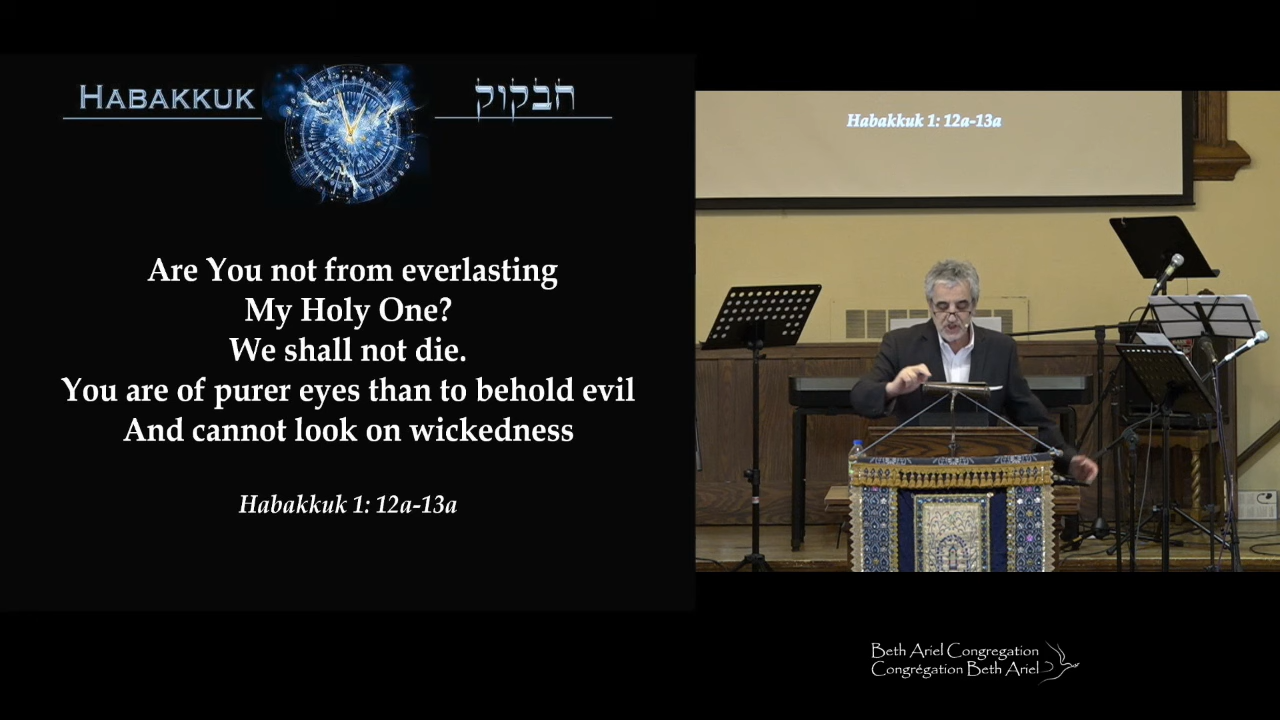 HABAKKUK
חבקוק
Are You not from everlasting
My Holy One?
We shall not die.
You are of purer eyes than to behold evil
And cannot look on wickedness
Habakkuk 1: 12a-13a
Habakkuk 1: 12a-13a
Beth Ariel Congregation
Congrégation Beth Ariel